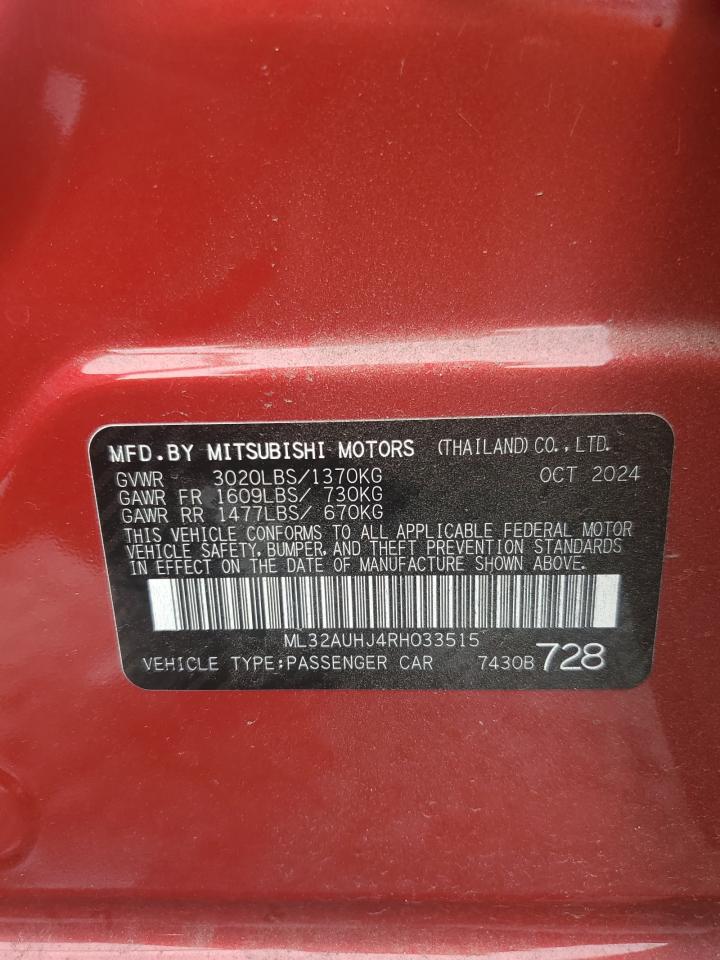 MFD. BY MITSUBISHI MOTORS (THAILAND) CO., LTD.
GVWR 3020LBS/1370KG OCT 2024
GAWR FR 1609LBS/ 730KG
GAWR RR 1477LBS/ 670KG
THIS VEHICLE CONFORMS TO ALL APPLICABLE FEDERAL MOTOR
VEHICLE SAFETY, BUMPER, AND THEFT PREVENTION STANDARDS
IN EFFECT ON THE DATE OF MANUFACTURE SHOWN ABOVE.
ML32AUHJ4RH033515
VEHICLE TYPE:PASSENGER CAR 7430B 728